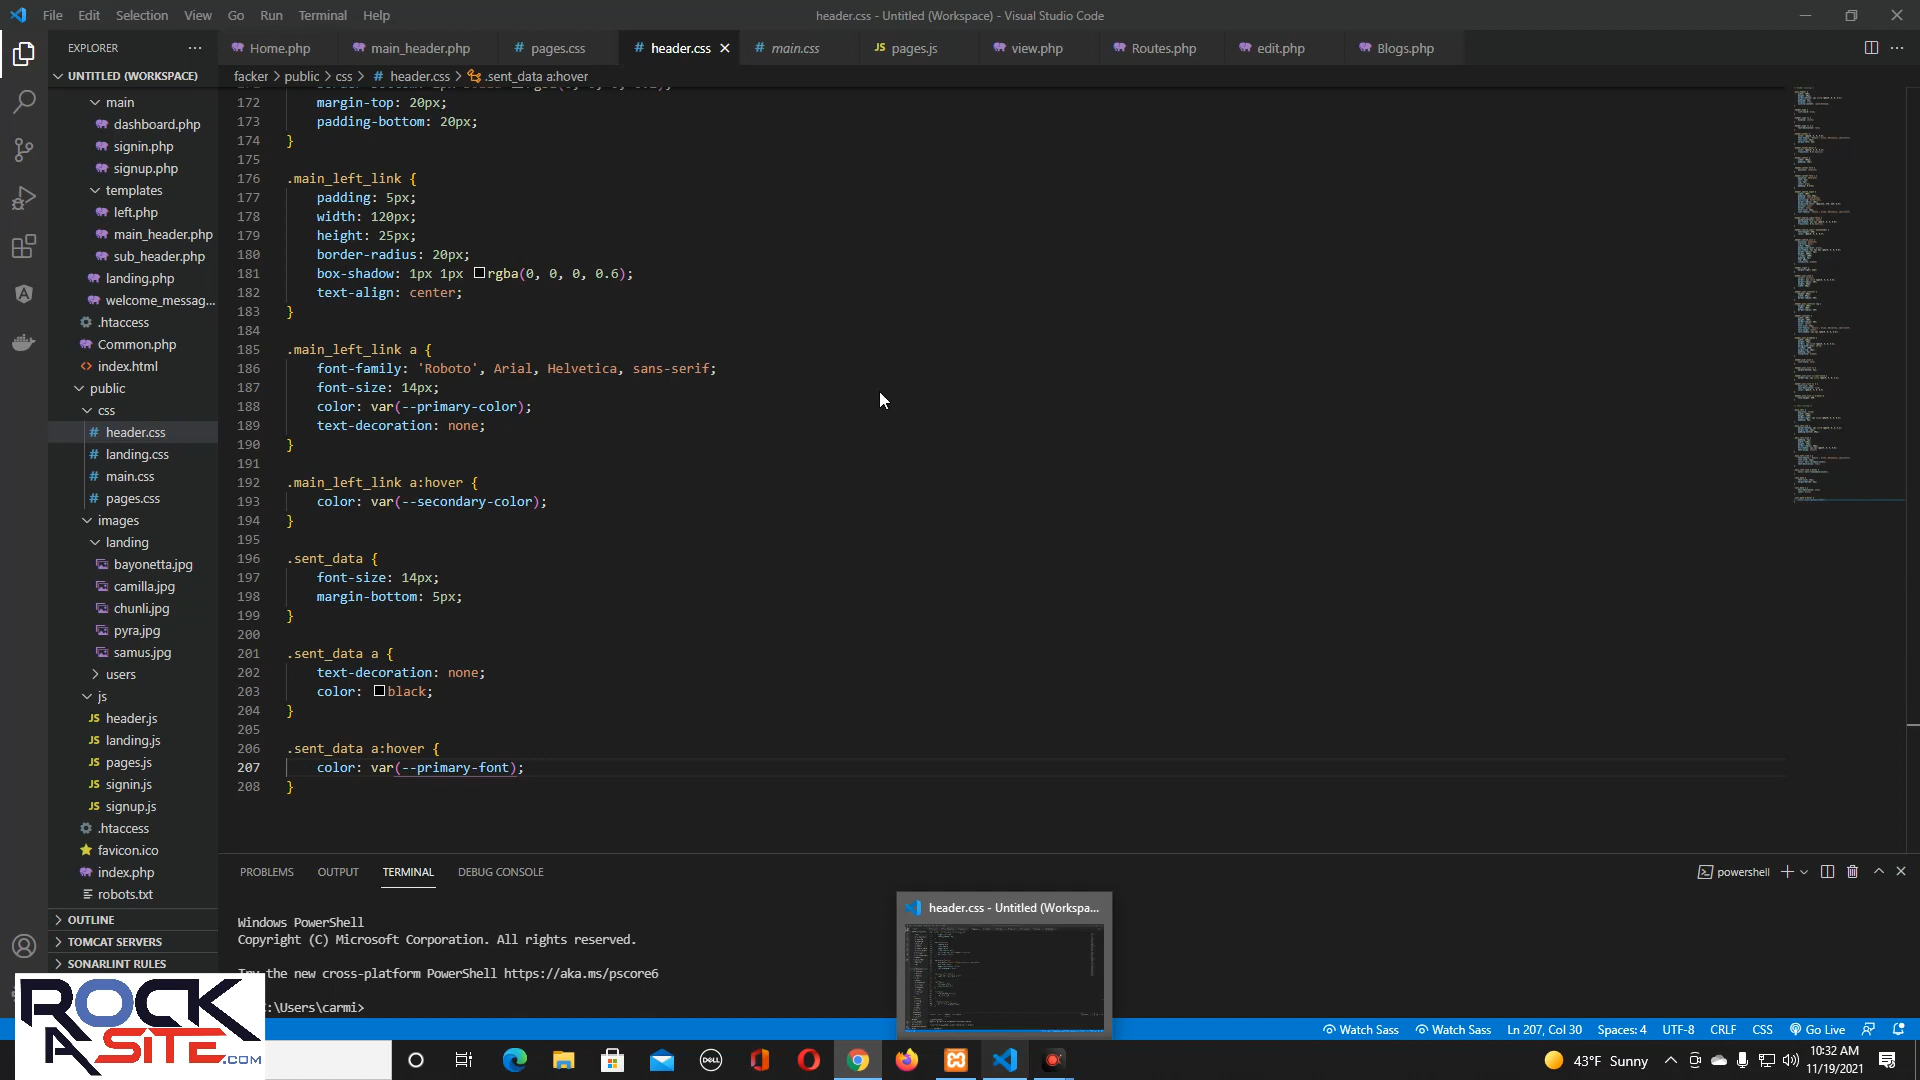 File Edit Selection View Go Run Terminal Help
header.css - Untitled (Workspace) - Visual Studio Code
EXPLORER
Home.php main_header.php pages.css header.css main.css pages.js view.php Routes.php edit.php Blogs.php
UNTITLED (WORKSPACE)
facker > public > css > # header.css > .sent_data a:hover
main
dashboard.php
signin.php
signup.php
templates
left.php
main_header.php
sub_header.php
landing.php
welcome_messag...
.htaccess
Common.php
index.html
public
css
header.css
landing.css
main.css
pages.css
images
landing
bayonetta.jpg
camilla.jpg
chunli.jpg
pyra.jpg
samus.jpg
users
js
header.js
landing.js
pages.js
signin.js
signup.js
.htaccess
favicon.ico
index.php
robots.txt
OUTLINE
TOMCAT SERVERS
SONARLINT RULES
172 margin-top: 20px;
173 padding-bottom: 20px;
174 }
175
176 .main_left_link {
177 padding: 5px;
178 width: 120px;
179 height: 25px;
180 border-radius: 20px;
181 box-shadow: 1px 1px rgba(0, 0, 0, 0.6);
182 text-align: center;
183 }
184
185 .main_left_link a {
186 font-family: 'Roboto', Arial, Helvetica, sans-serif;
187 font-size: 14px;
188 color: var(--primary-color);
189 text-decoration: none;
190 }
191
192 .main_left_link a:hover {
193 color: var(--secondary-color);
194 }
195
196 .sent_data {
197 font-size: 14px;
198 margin-bottom: 5px;
199 }
200
201 .sent_data a {
202 text-decoration: none;
203 color: black;
204 }
205
206 .sent_data a:hover {
207 color: var(--primary-font);
208 }
PROBLEMS OUTPUT TERMINAL DEBUG CONSOLE
powershell
Windows PowerShell
Copyright (C) Microsoft Corporation. All rights reserved.
the new cross-platform PowerShell https://aka.ms/pscore6
:\Users\carmi>
header.css - Untitled (Workspa...
ROCK
A SITE.COM
Watch Sass Watch Sass Ln 207, Col 30 Spaces: 4 UTF-8 CRLF CSS Go Live
DELL
43°F Sunny
10:32 AM
11/19/2021